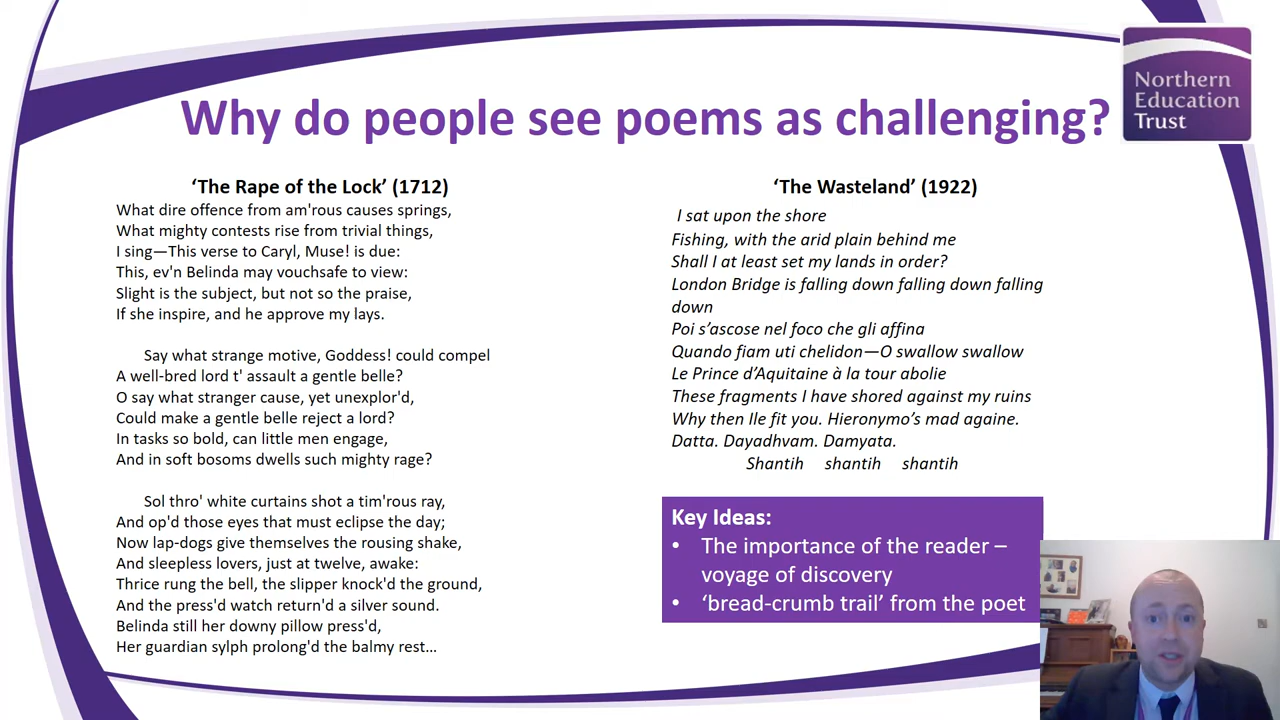 Why do people see poems as challenging?
Northern
Education
Trust
‘The Rape of the Lock’ (1712)
What dire offence from am'rous causes springs,
What mighty contests rise from trivial things,
I sing—This verse to Caryl, Muse! is due:
This, ev'n Belinda may vouchsafe to view:
Slight is the subject, but not so the praise,
If she inspire, and he approve my lays.
Say what strange motive, Goddess! could compel
A well-bred lord t' assault a gentle belle?
O say what stranger cause, yet unexplor'd,
Could make a gentle belle reject a lord?
In tasks so bold, can little men engage,
And in soft bosoms dwells such mighty rage?
Sol thro' white curtains shot a tim'rous ray,
And op'd those eyes that must eclipse the day;
Now lap-dogs give themselves the rousing shake,
And sleepless lovers, just at twelve, awake:
Thrice rung the bell, the slipper knock'd the ground,
And the press'd watch return'd a silver sound.
Belinda still her downy pillow press'd,
Her guardian sylph prolong'd the balmy rest…
‘The Wasteland’ (1922)
I sat upon the shore
Fishing, with the arid plain behind me
Shall I at least set my lands in order?
London Bridge is falling down falling down falling
down
Poi s’ascose nel foco che gli affina
Quando fiam uti chelidon—O swallow swallow
Le Prince d’Aquitaine à la tour abolie
These fragments I have shored against my ruins
Why then Ile fit you. Hieronymo’s mad againe.
Datta. Dayadhvam. Damyata.
Shantih shantih shantih
Key Ideas:
• The importance of the reader –
voyage of discovery
• ‘bread-crumb trail’ from the poet